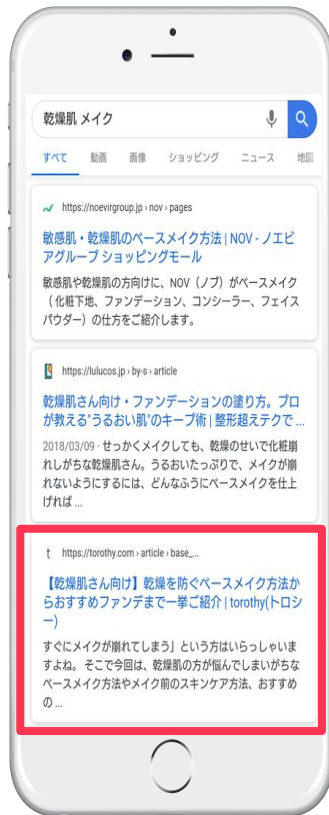 乾燥肌 メイク
すべて 動画 画像 ショッピング ニュース 地図
https://noevirgroup.jp › nov › pages
敏感肌・乾燥肌のベースメイク方法 | NOV - ノエビ
アグループ ショッピングモール
敏感肌や乾燥肌の方向けに、NOV（ノブ）がベースメイク
（化粧下地、ファンデーション、コンシーラー、フェイス
パウダー）の仕方をご紹介します。
https://lulucos.jp › by-s › article
乾燥肌さん向け・ファンデーションの塗り方。プロ
が教える"うるおい肌"のキープ術 | 整形超えテクで ...
2018/03/09 · せっかくメイクしても、乾燥のせいで化粧崩
れしがちな乾燥肌さん。うるおいたっぷりで、メイクが崩
れないようにするには、どんなふうにベースメイクを仕上
げれば ...
t https://torothy.com › article › base_...
【乾燥肌さん向け】乾燥を防ぐベースメイク方法か
らおすすめファンデまで一挙ご紹介 | torothy(トロシ
ー)
すぐにメイクが崩れてしまう」という方はいらっしゃいま
すよね。 そこで今回は、乾燥肌の方が悩んでしまいがちな
ベースメイク方法やメイク前のスキンケア方法、おすすめ
の ...